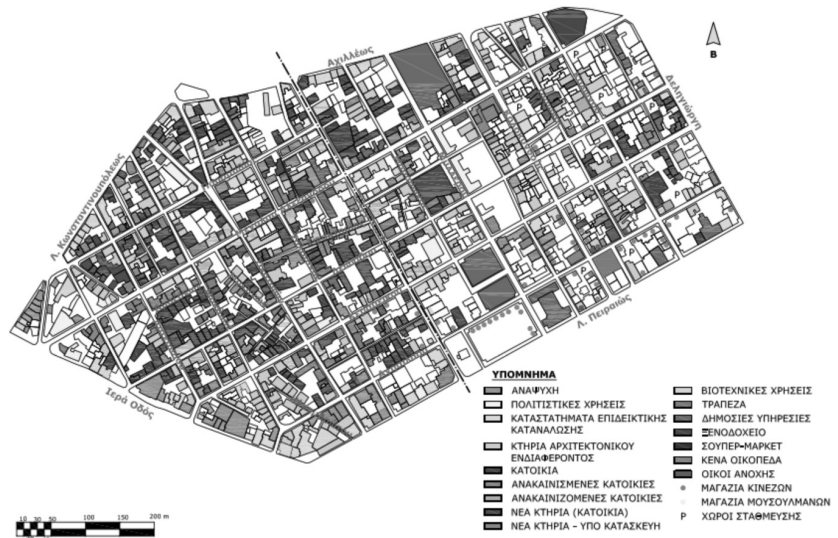 Αχιλλέως
Β
Δεληγιώργη
Λ. Κωνσταντινουπόλεως
Ιερά Οδός
Λ. Πειραιώς
P
P
P
P
P
P
P
ΥΠΟΜΝΗΜΑ
ΑΝΑΨΥΧΗ
ΠΟΛΙΤΙΣΤΙΚΕΣ ΧΡΗΣΕΙΣ
ΚΑΤΑΣΤΑΤΗΜΑΤΑ ΕΠΙΔΕΙΚΤΙΚΗΣ
ΚΑΤΑΝΑΛΩΣΗΣ
ΚΤΗΡΙΑ ΑΡΧΙΤΕΚΤΟΝΙΚΟΥ
ΕΝΔΙΑΦΕΡΟΝΤΟΣ
ΚΑΤΟΙΚΙΑ
ΑΝΑΚΑΙΝΙΣΜΕΝΕΣ ΚΑΤΟΙΚΙΕΣ
ΑΝΑΚΑΙΝΙΖΟΜΕΝΕΣ ΚΑΤΟΙΚΙΕΣ
ΝΕΑ ΚΤΗΡΙΑ (ΚΑΤΟΙΚΙΑ)
ΝΕΑ ΚΤΗΡΙΑ - ΥΠΟ ΚΑΤΑΣΚΕΥΗ
ΒΙΟΤΕΧΝΙΚΕΣ ΧΡΗΣΕΙΣ
ΤΡΑΠΕΖΑ
ΔΗΜΟΣΙΕΣ ΥΠΗΡΕΣΙΕΣ
ΞΕΝΟΔΟΧΕΙΟ
ΣΟΥΠΕΡ-ΜΑΡΚΕΤ
ΚΕΝΑ ΟΙΚΟΠΕΔΑ
ΟΙΚΟΙ ΑΝΟΧΗΣ
ΜΑΓΑΖΙΑ ΚΙΝΕΖΩΝ
ΜΑΓΑΖΙΑ ΜΟΥΣΟΥΛΜΑΝΩΝ
P ΧΩΡΟΙ ΣΤΑΘΜΕΥΣΗΣ
10 30 50 100 150 200 m